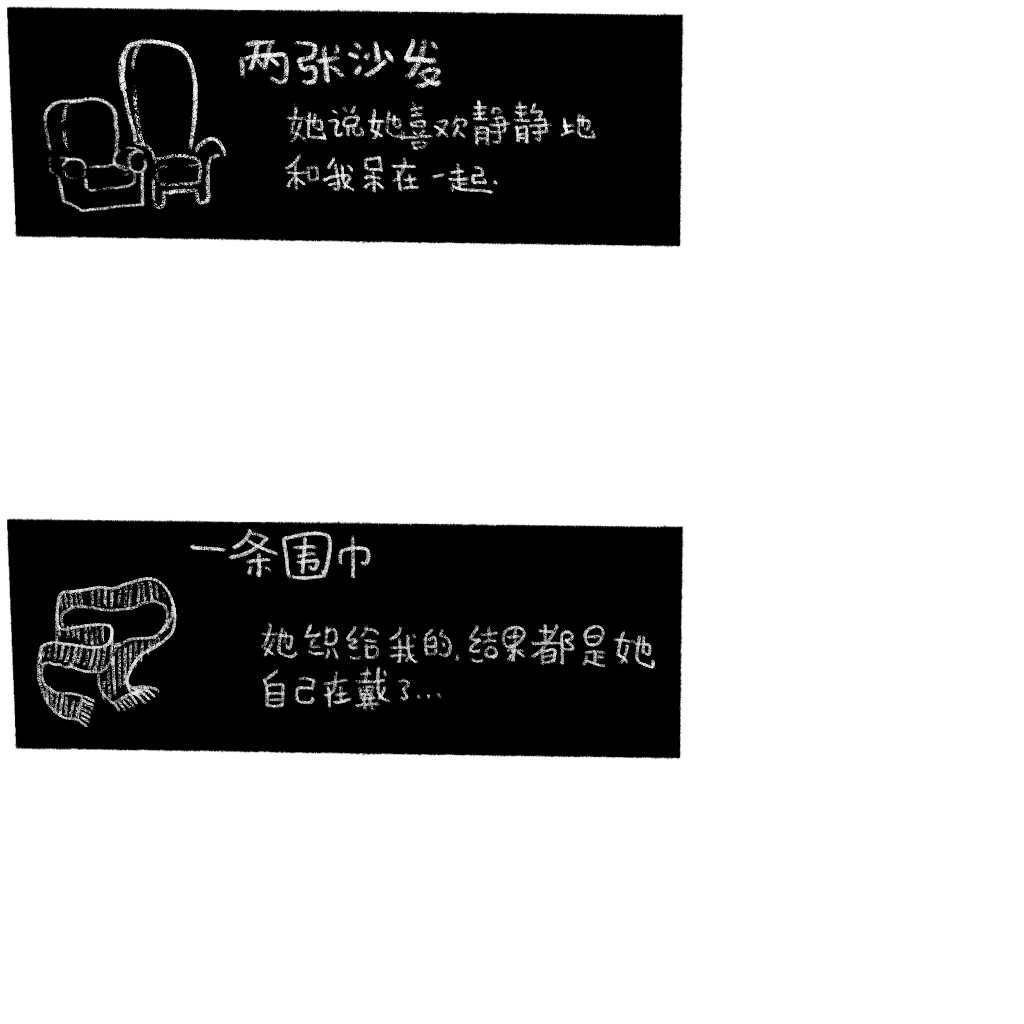 两张沙发
她说她喜欢静静地
和我呆在一起.
一条围巾
她织给我的,结果都是她
自己在戴了...